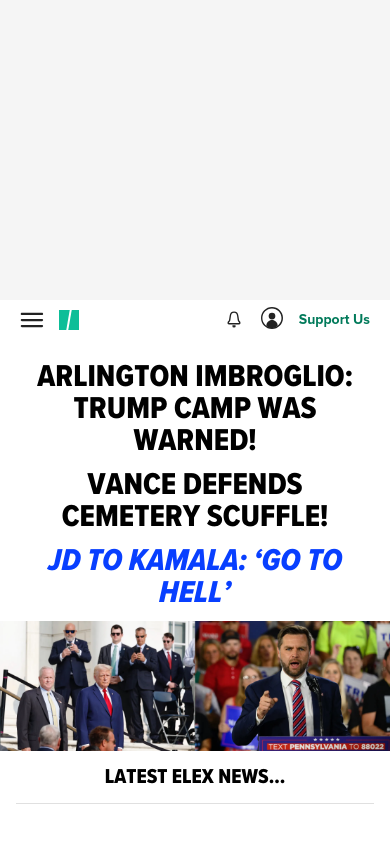 Support Us
ARLINGTON IMBROGLIO:
TRUMP CAMP WAS
WARNED!
VANCE DEFENDS
CEMETERY SCUFFLE!
JD TO KAMALA: ‘GO TO
HELL’
TEXT PENNSYLVANIA TO 88022
LATEST ELEX NEWS...